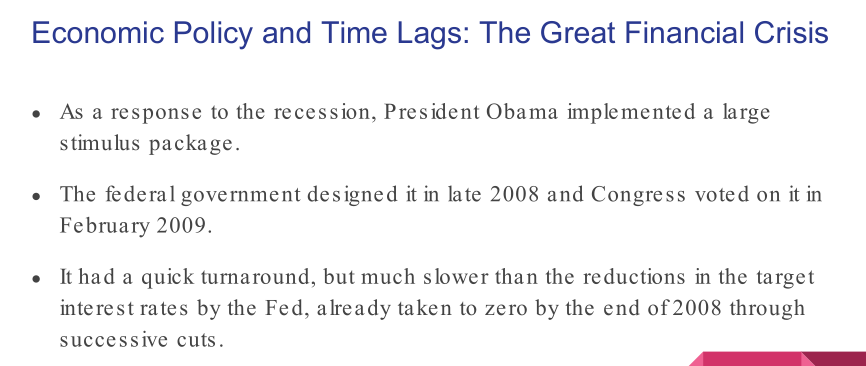 Economic Policy and Time Lags: The Great Financial Crisis
● As a response to the recession, President Obama implemented a large
stimulus package.
● The federal government designed it in late 2008 and Congress voted on it in
February 2009.
● It had a quick turnaround, but much slower than the reductions in the target
interest rates by the Fed, already taken to zero by the end of 2008 through
successive cuts.